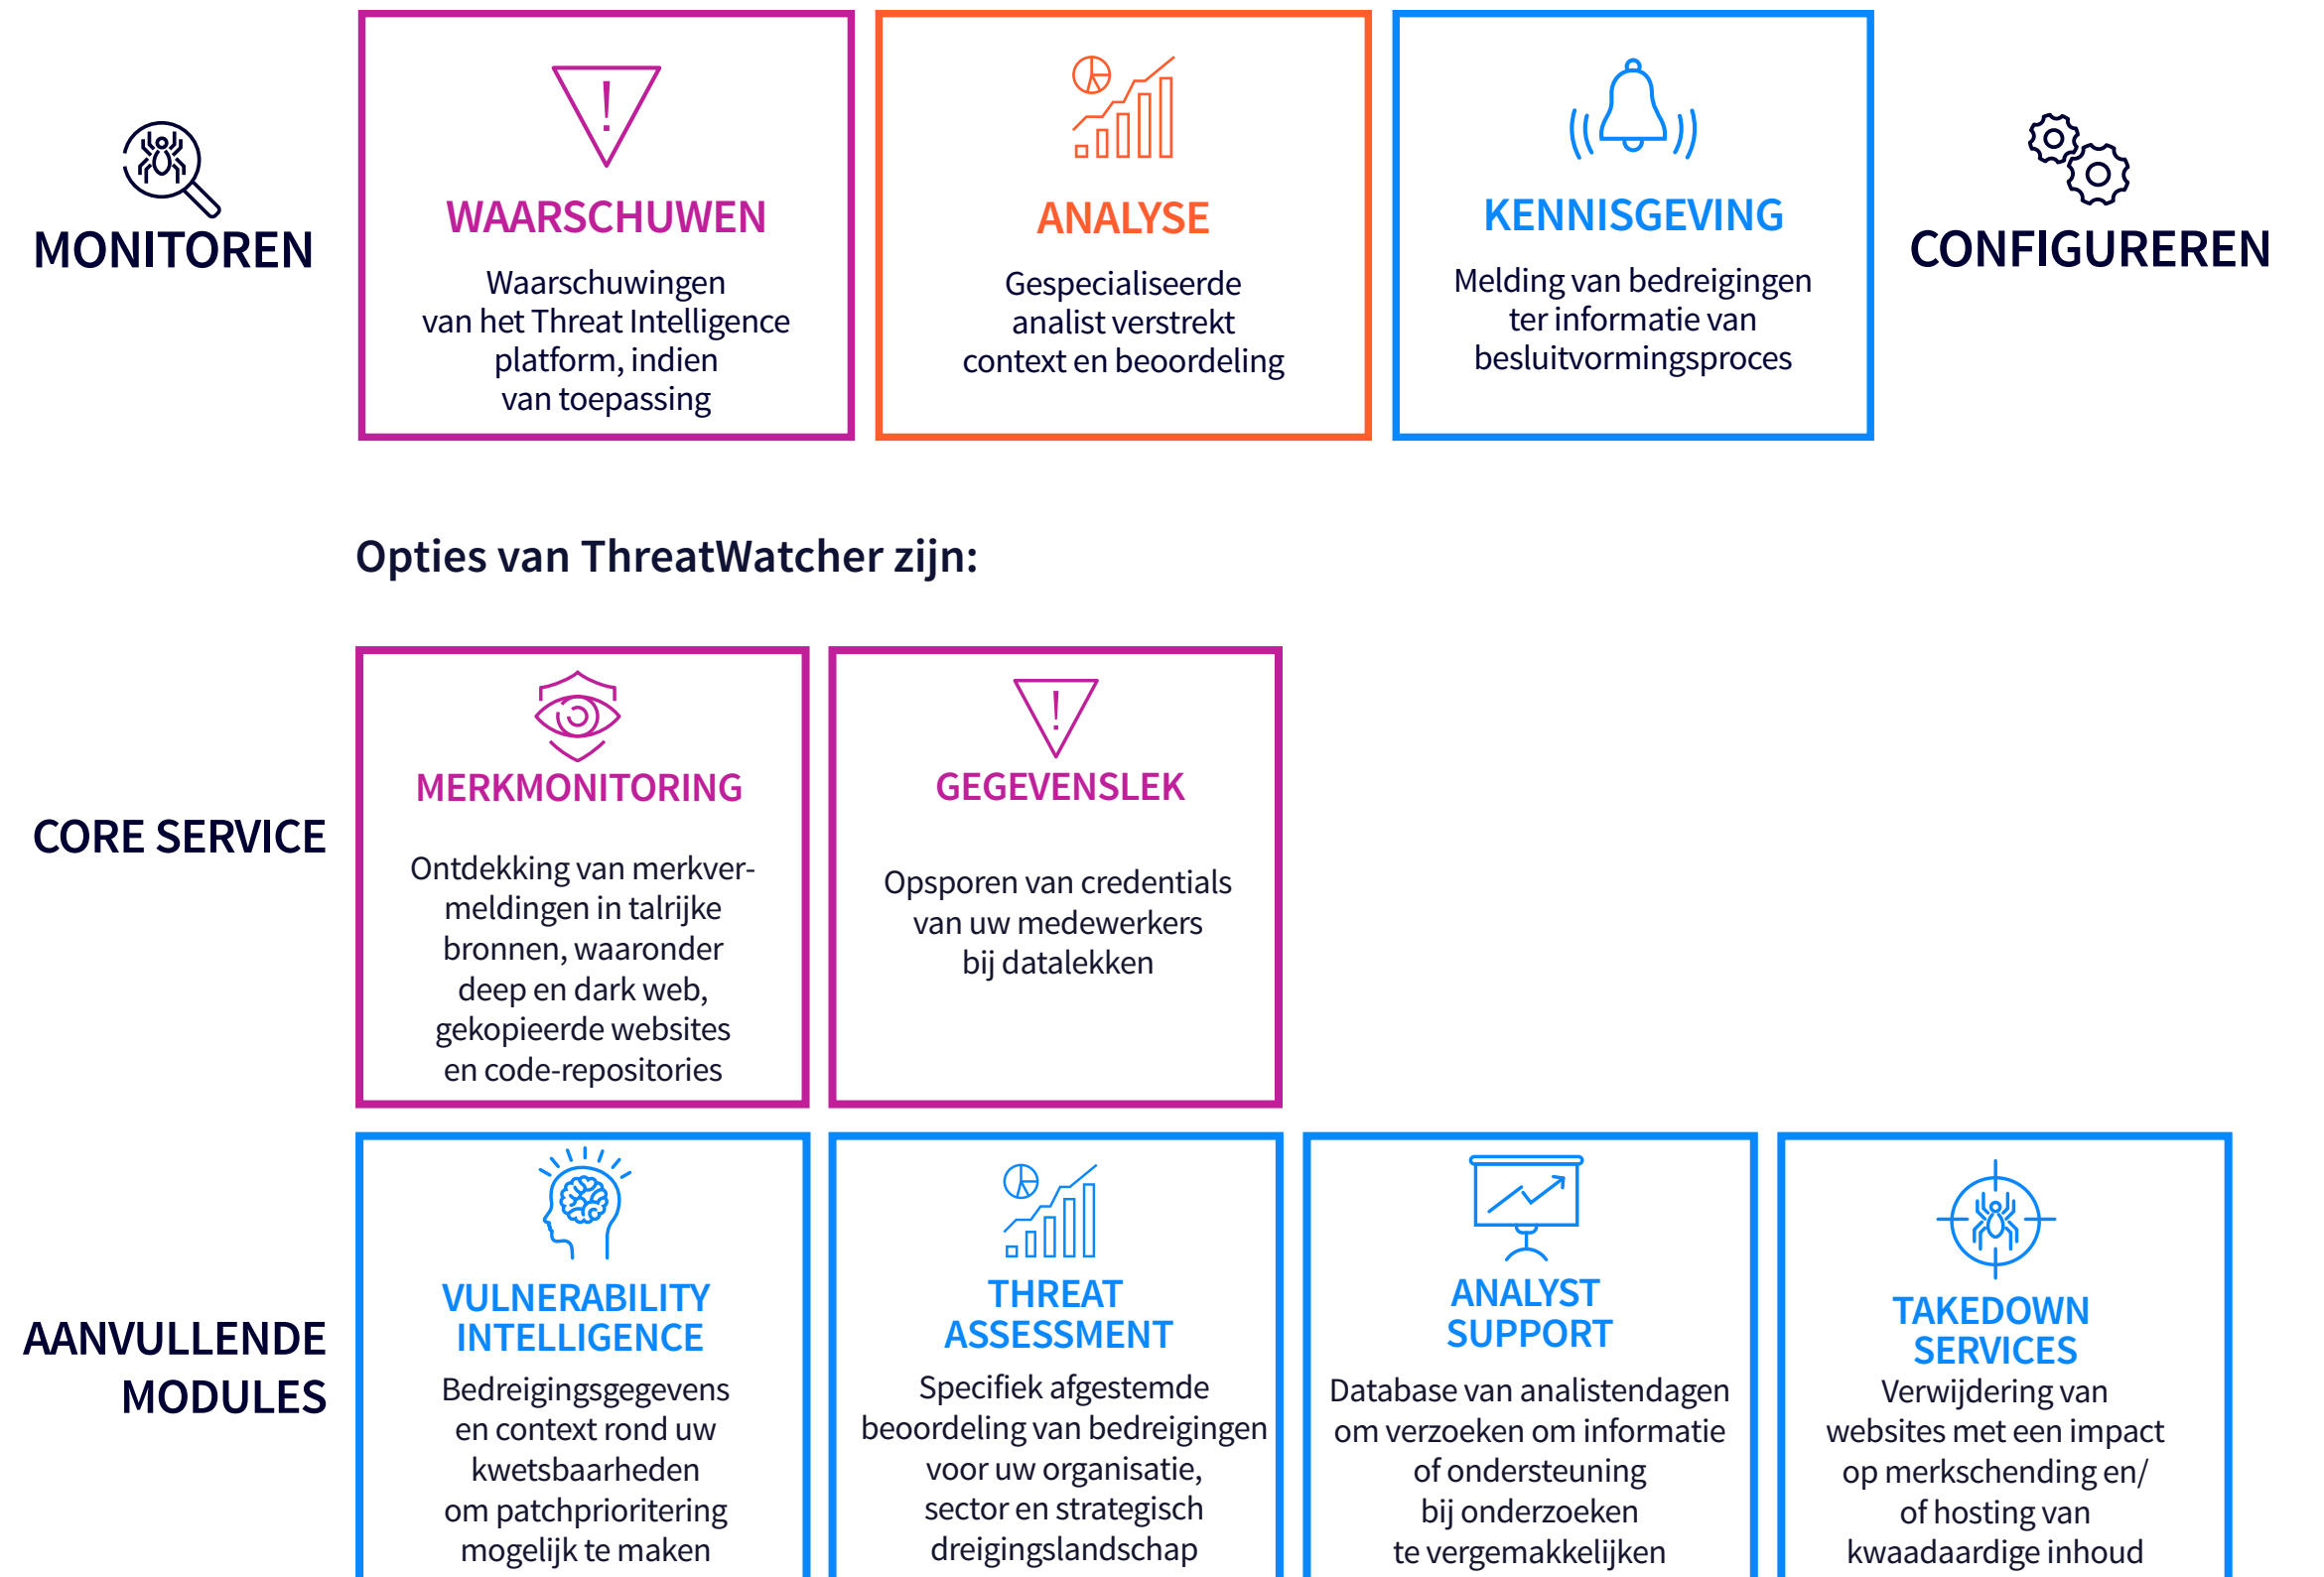 MONITOREN
WAARSCHUWEN
Waarschuwingen
van het Threat Intelligence
platform, indien
van toepassing
ANALYSE
Gespecialiseerde
analist verstrekt
context en beoordeling
KENNISGEVING
Melding van bedreigingen
ter informatie van
besluitvormingsproces
CONFIGUREREN
Opties van ThreatWatcher zijn:
CORE SERVICE
MERKMONITORING
Ontdekking van merkver-
meldingen in talrijke
bronnen, waaronder
deep en dark web,
gekopieerde websites
en code-repositories
GEGEVENSLEK
Opsporen van credentials
van uw medewerkers
bij datalekken
AANVULLENDE
MODULES
VULNERABILITY
INTELLIGENCE
Bedreigingsgegevens
en context rond uw
kwetsbaarheden
om patchprioritering
mogelijk te maken
THREAT
ASSESSMENT
Specifiek afgestemde
beoordeling van bedreigingen
voor uw organisatie,
sector en strategisch
dreigingslandschap
ANALYST
SUPPORT
Database van analistendagen
om verzoeken om informatie
of ondersteuning
bij onderzoeken
te vergemakkelijken
TAKEDOWN
SERVICES
Verwijdering van
websites met een impact
op merkschending en/
of hosting van
kwaadaardige inhoud